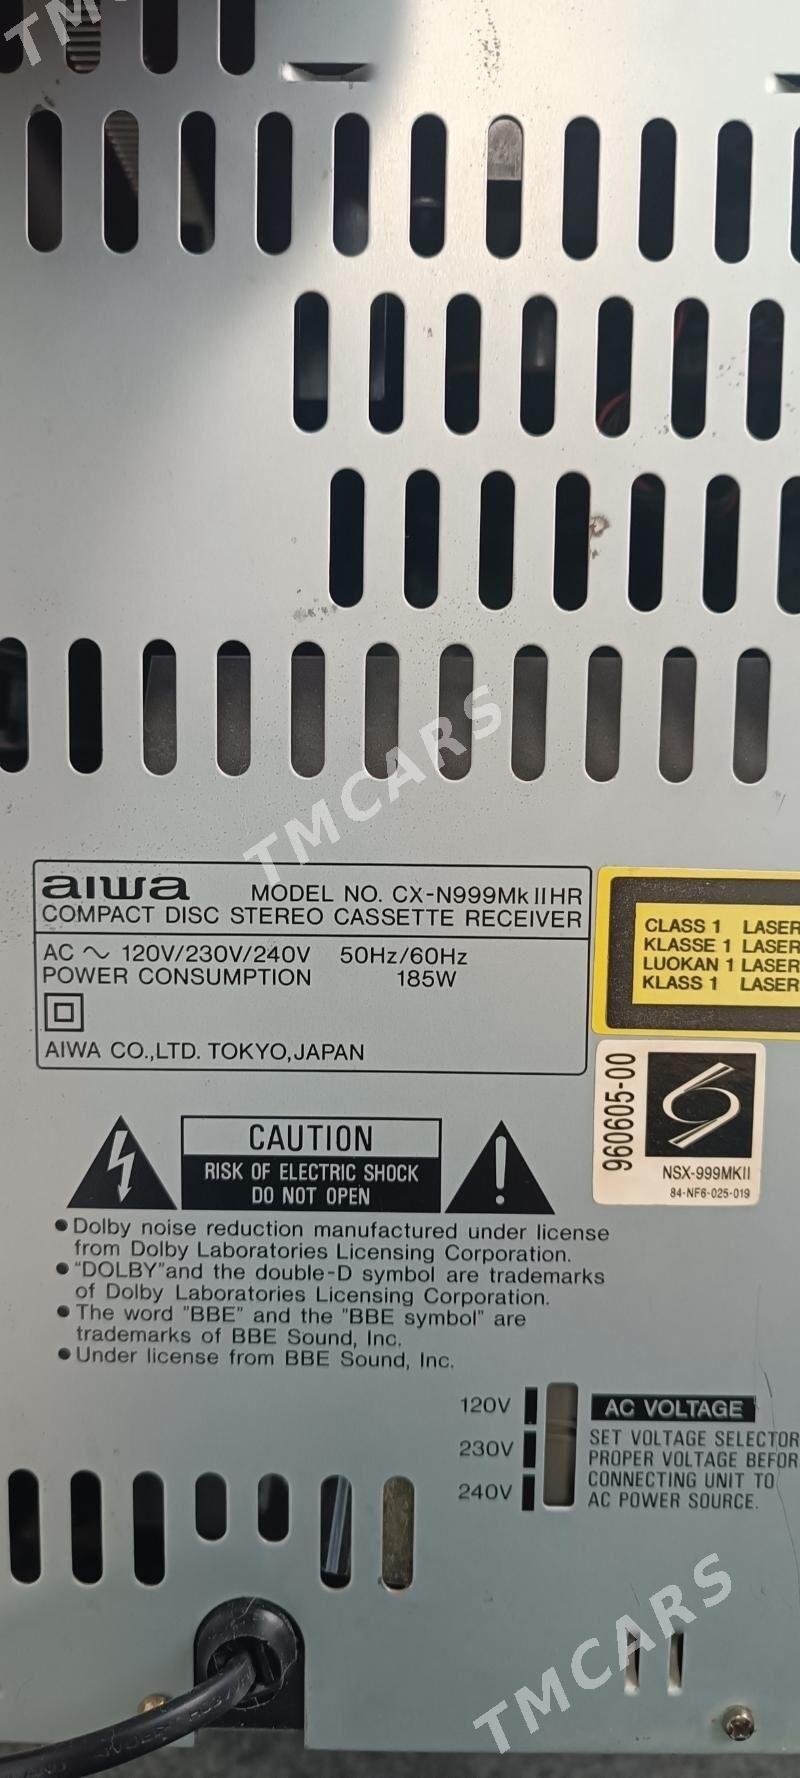 TMCARS
aiwa MODEL NO. CX-N999MkIIHR
COMPACT DISC STEREO CASSETTE RECEIVER
AC ~ 120V/230V/240V 50Hz/60Hz
POWER CONSUMPTION 185W
AIWA CO.,LTD. TOKYO,JAPAN
CLASS 1 LASER
KLASSE 1 LASER
LUOKAN 1 LASER
KLASS 1 LASER
960605-00
NSX-999MKII
84-NF6-025-019
CAUTION
RISK OF ELECTRIC SHOCK
DO NOT OPEN
●Dolby noise reduction manufactured under license
from Dolby Laboratories Licensing Corporation.
●"DOLBY"and the double-D symbol are trademarks
of Dolby Laboratories Licensing Corporation.
●The word "BBE" and the "BBE symbol" are
trademarks of BBE Sound, Inc.
●Under license from BBE Sound, Inc.
120V
230V
240V
AC VOLTAGE
SET VOLTAGE SELECTOR
PROPER VOLTAGE BEFOR
CONNECTING UNIT TO
AC POWER SOURCE.
TMCARS